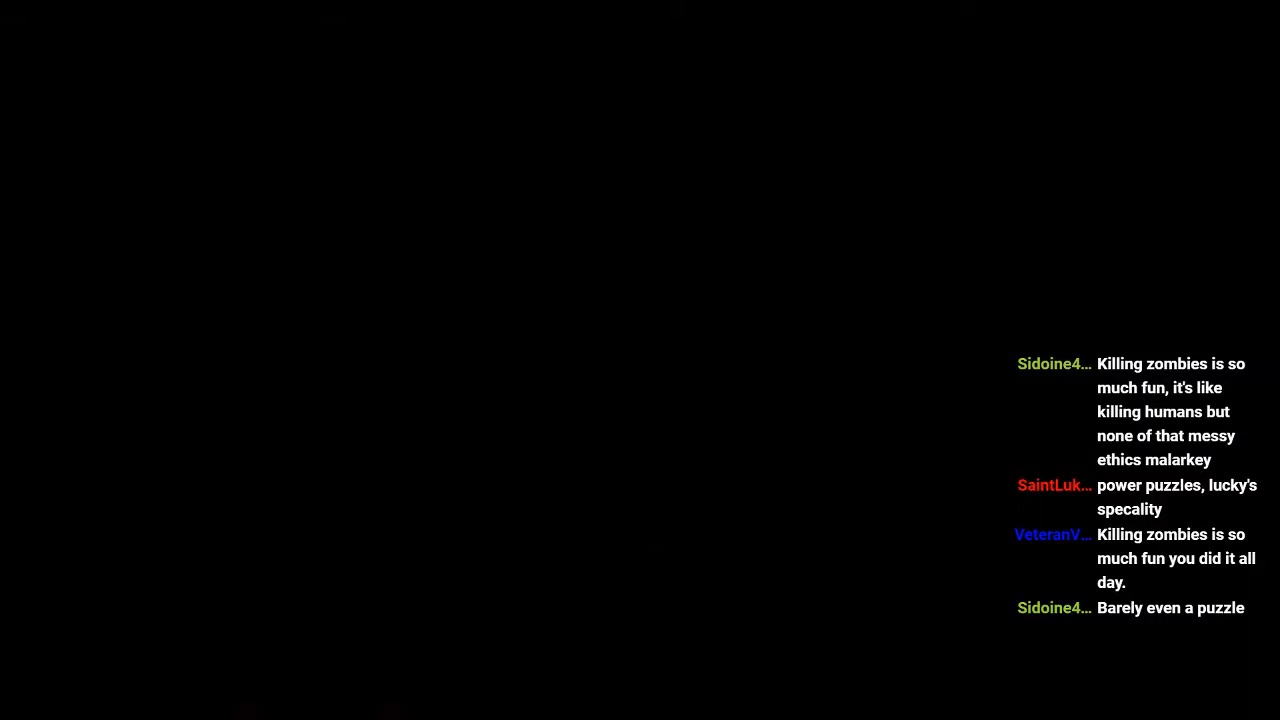 Sidoine4… Killing zombies is so
much fun, it's like
killing humans but
none of that messy
ethics malarkey
SaintLuk… power puzzles, lucky's
specality
VeteranV… Killing zombies is so
much fun you did it all
day.
Sidoine4… Barely even a puzzle